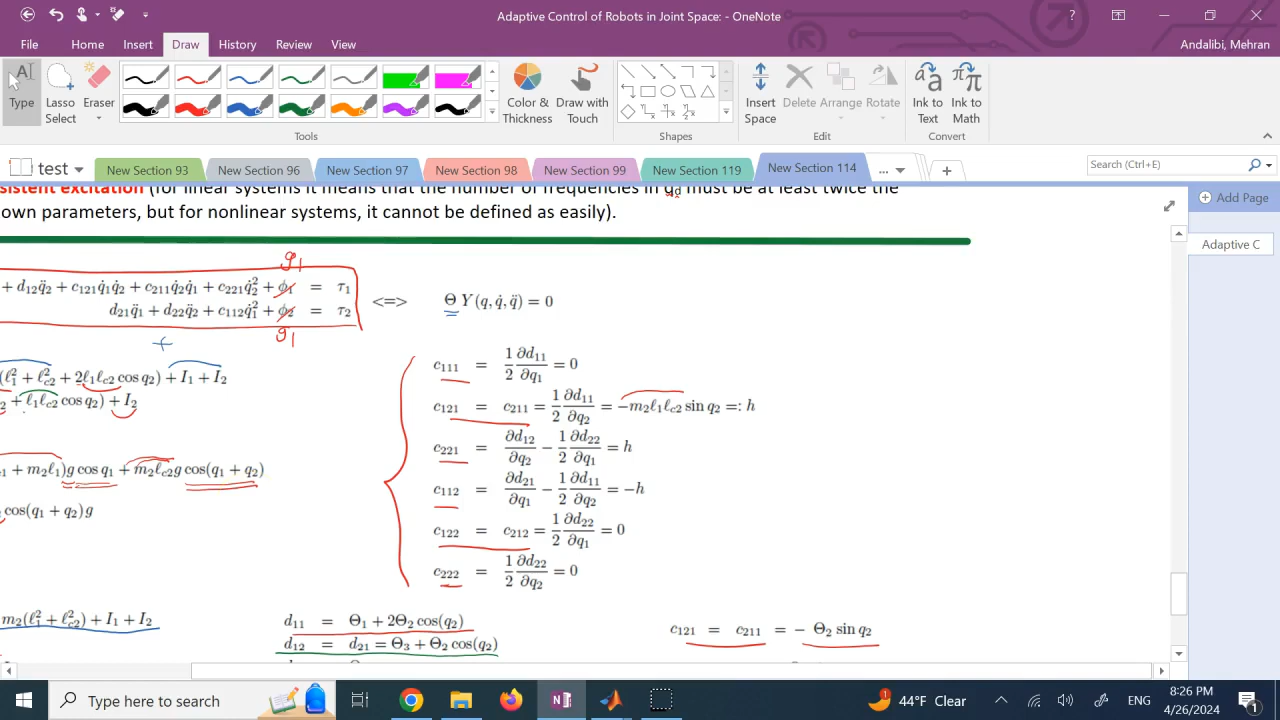 Adaptive Control of Robots in Joint Space: - OneNote
Andalibi, Mehran
File Home Insert Draw History Review View
Type Lasso Select Eraser Color & Thickness Draw with Touch Insert Space Delete Arrange Rotate Ink to Text Ink to Math
Tools Shapes Edit Convert
test New Section 93 New Section 96 New Section 97 New Section 98 New Section 99 New Section 119 New Section 114 ... + Search (Ctrl+E)
Add Page
Adaptive C
sistent excitation (for linear systems it means that the number of frequencies in q_d must be at least twice the
own parameters, but for nonlinear systems, it cannot be defined as easily).
g₁
+ d₁₂q̈₂ + c₁₂₁q̇₁q̇₂ + c₂₁₁q̇₂q̇₁ + c₂₂₁q̇₂² + ϕ₁ = τ₁
d₂₁q̈₁ + d₂₂q̈₂ + c₁₁₂q̇₁² + ϕ₂ = τ₂
g₁
<=> Θ Y(q, q̇, q̈) = 0
+
(ℓ₁² + ℓ_c2² + 2ℓ₁ℓ_c2 cos q₂) + I₁ + I₂
₂ + ℓ₁ℓ_c2 cos q₂) + I₂
₁ + m₂ℓ₁)g cos q₁ + m₂ℓ_c2 g cos(q₁ + q₂)
cos(q₁ + q₂)g
c₁₁₁ = ½ ∂d₁₁/∂q₁ = 0
c₁₂₁ = c₂₁₁ = ½ ∂d₁₁/∂q₂ = −m₂ℓ₁ℓ_c2 sin q₂ =: h
c₂₂₁ = ∂d₁₂/∂q₂ − ½ ∂d₂₂/∂q₁ = h
c₁₁₂ = ∂d₂₁/∂q₁ − ½ ∂d₁₁/∂q₂ = −h
c₁₂₂ = c₂₁₂ = ½ ∂d₂₂/∂q₁ = 0
c₂₂₂ = ½ ∂d₂₂/∂q₂ = 0
m₂(ℓ₁² + ℓ_c2²) + I₁ + I₂
d₁₁ = Θ₁ + 2Θ₂ cos(q₂)
d₁₂ = d₂₁ = Θ₃ + Θ₂ cos(q₂)
c₁₂₁ = c₂₁₁ = − Θ₂ sin q₂
Type here to search
44°F Clear
ENG
8:26 PM
4/26/2024